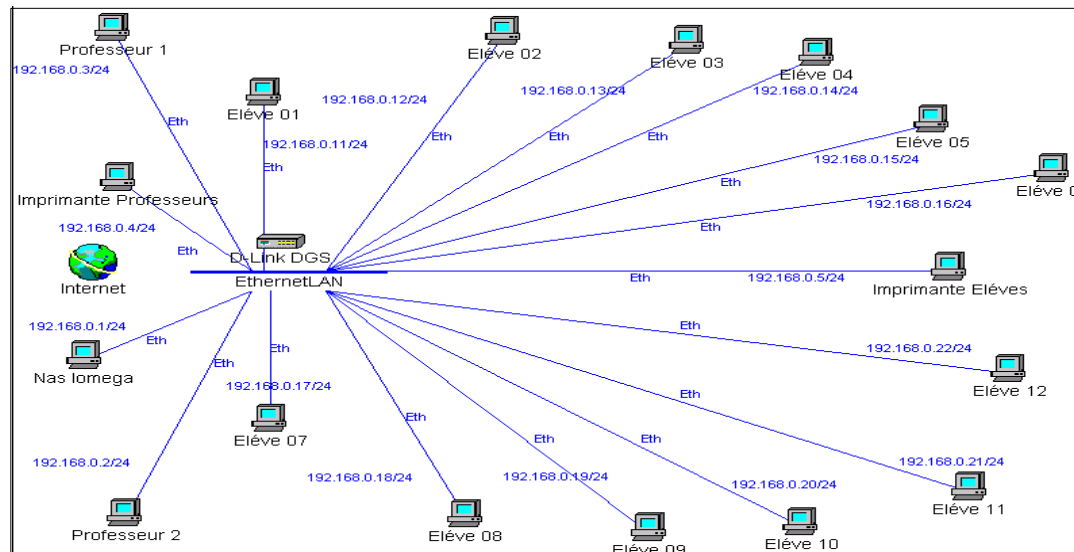 Professeur 1
192.168.0.3/24
Eth
Eléve 01
192.168.0.11/24
Eth
Eléve 02
192.168.0.12/24
Eth
Eléve 03
192.168.0.13/24
Eth
Eléve 04
192.168.0.14/24
Eth
Eléve 05
192.168.0.15/24
Eth
Eléve 0
192.168.0.16/24
Eth
Imprimante Professeurs
192.168.0.4/24
Eth
D-Link DGS
EthernetLAN
Internet
Eth
192.168.0.5/24
Imprimante Eléves
192.168.0.1/24
Eth
Nas Iomega
Eth
192.168.0.2/24
Professeur 2
Eth
192.168.0.17/24
Eléve 07
Eth
192.168.0.18/24
Eléve 08
Eth
192.168.0.19/24
Eléve 09
Eth
192.168.0.20/24
Eléve 10
Eth
192.168.0.21/24
Eléve 11
Eth
192.168.0.22/24
Eléve 12